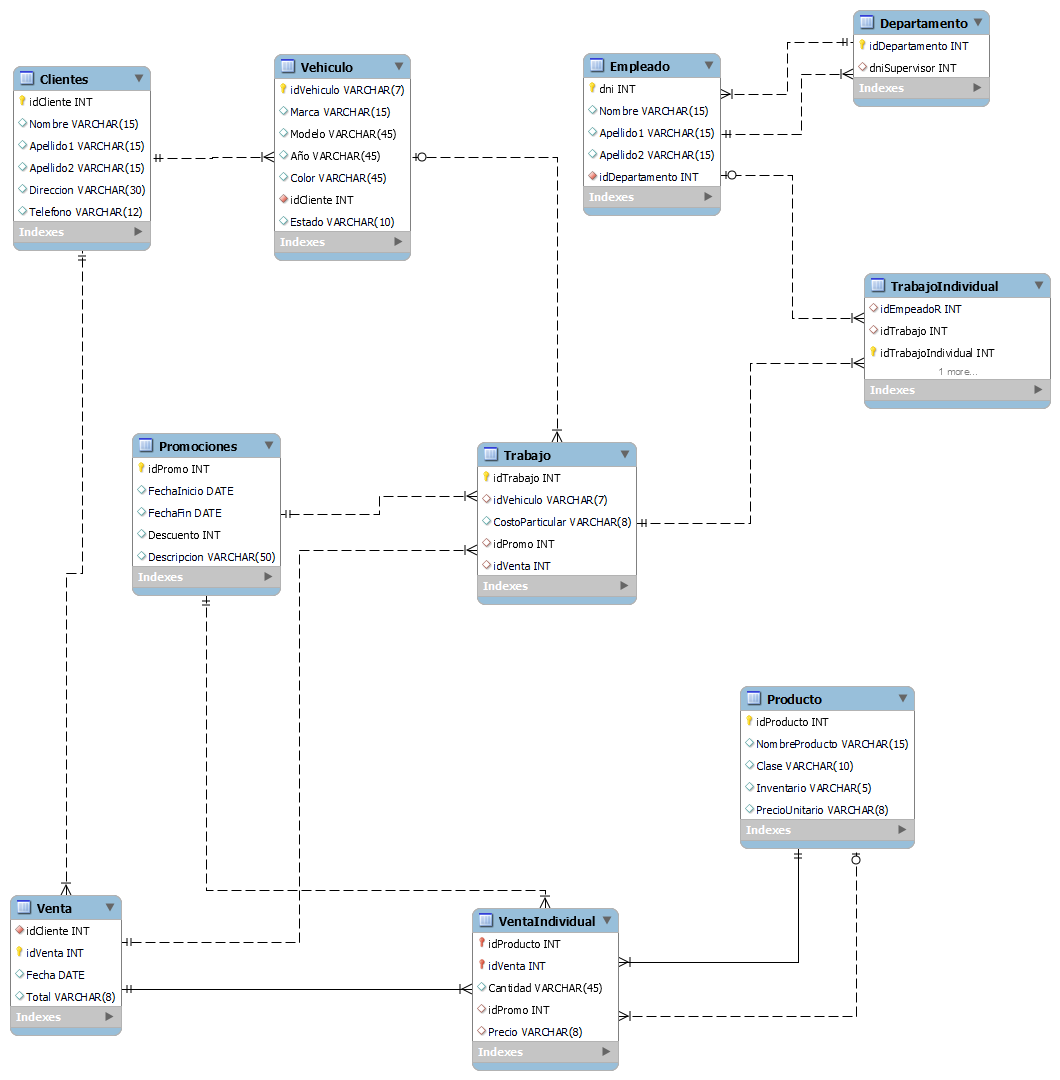 Clientes
idCliente INT
Nombre VARCHAR(15)
Apellido1 VARCHAR(15)
Apellido2 VARCHAR(15)
Direccion VARCHAR(30)
Telefono VARCHAR(12)
Indexes
Vehiculo
idVehiculo VARCHAR(7)
Marca VARCHAR(15)
Modelo VARCHAR(45)
Año VARCHAR(45)
Color VARCHAR(45)
idCliente INT
Estado VARCHAR(10)
Indexes
Empleado
dni INT
Nombre VARCHAR(15)
Apellido1 VARCHAR(15)
Apellido2 VARCHAR(15)
idDepartamento INT
Indexes
Departamento
idDepartamento INT
dniSupervisor INT
Indexes
TrabajoIndividual
idEmpeadoR INT
idTrabajo INT
idTrabajoIndividual INT
1 more...
Indexes
Promociones
idPromo INT
FechaInicio DATE
FechaFin DATE
Descuento INT
Descripcion VARCHAR(50)
Indexes
Trabajo
idTrabajo INT
idVehiculo VARCHAR(7)
CostoParticular VARCHAR(8)
idPromo INT
idVenta INT
Indexes
Producto
idProducto INT
NombreProducto VARCHAR(15)
Clase VARCHAR(10)
Inventario VARCHAR(5)
PrecioUnitario VARCHAR(8)
Indexes
Venta
idCliente INT
idVenta INT
Fecha DATE
Total VARCHAR(8)
Indexes
VentaIndividual
idProducto INT
idVenta INT
Cantidad VARCHAR(45)
idPromo INT
Precio VARCHAR(8)
Indexes